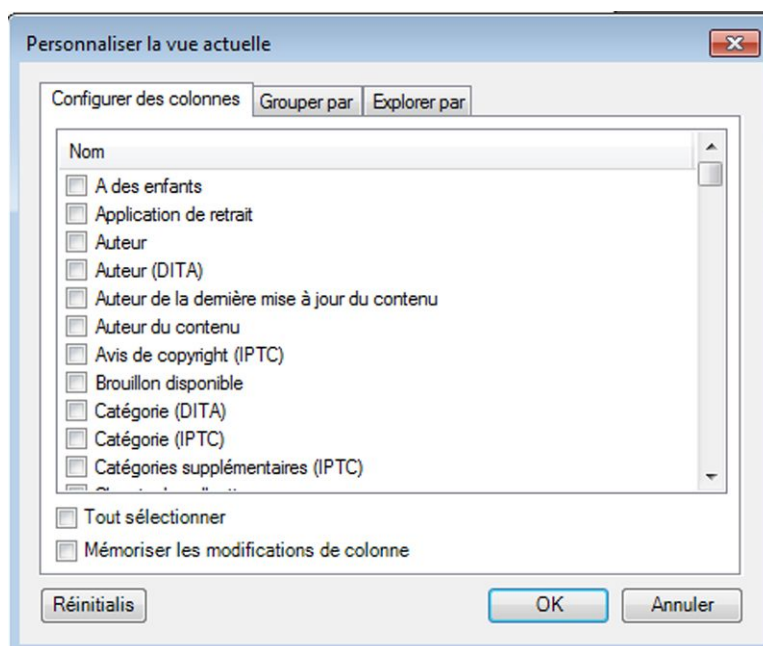 Personnaliser la vue actuelle
Configurer des colonnes Grouper par Explorer par
Nom
A des enfants
Application de retrait
Auteur
Auteur (DITA)
Auteur de la dernière mise à jour du contenu
Auteur du contenu
Avis de copyright (IPTC)
Brouillon disponible
Catégorie (DITA)
Catégorie (IPTC)
Catégories supplémentaires (IPTC)
Tout sélectionner
Mémoriser les modifications de colonne
Réinitialis OK Annuler